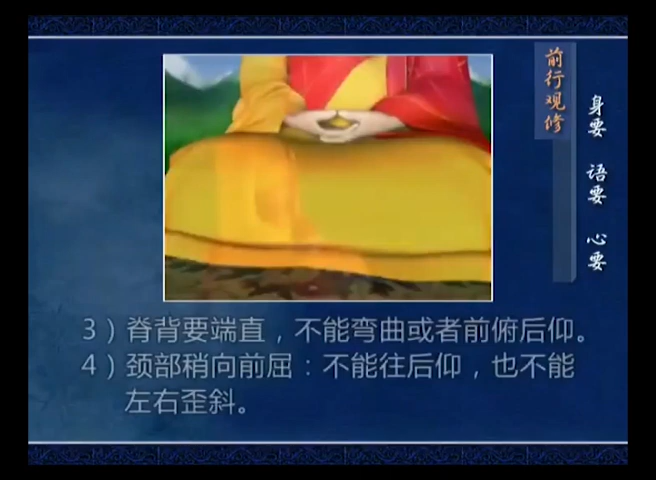 前行观修
身要 语要 心要
3）脊背要端直，不能弯曲或者前俯后仰。
4）颈部稍向前屈：不能往后仰，也不能
左右歪斜。